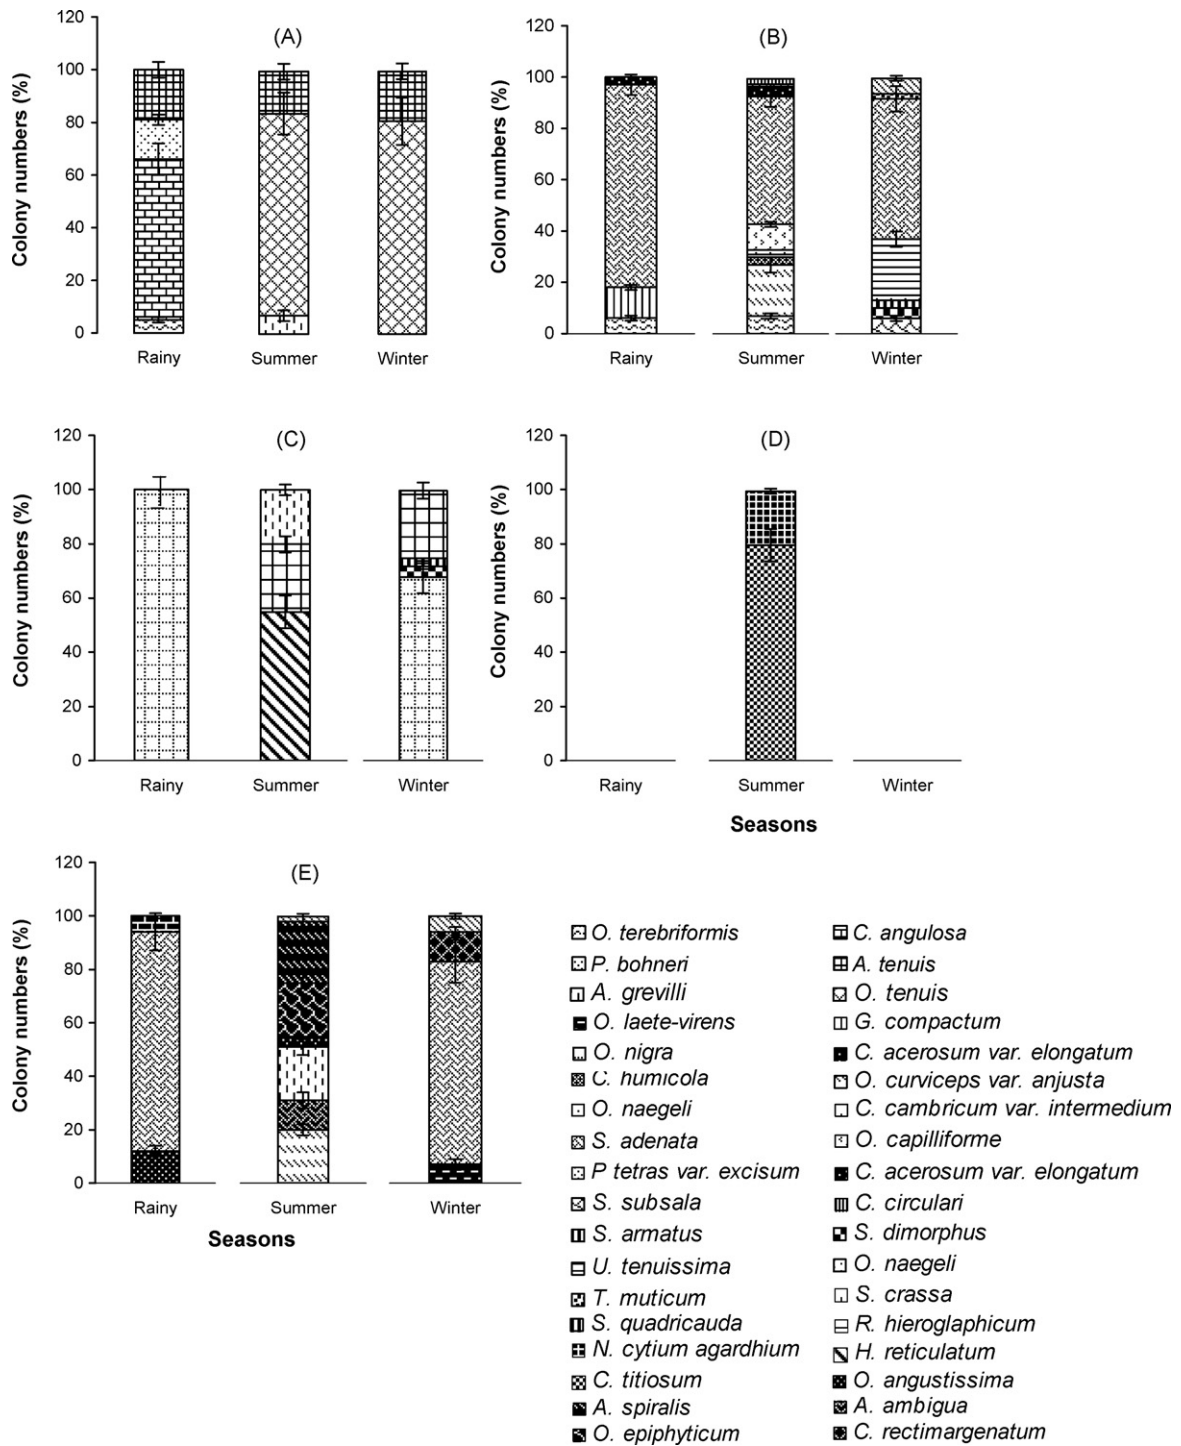 (A)
Colony numbers (%)
120
100
80
60
40
20
0
Rainy Summer Winter
(B)
Colony numbers (%)
120
100
80
60
40
20
0
Rainy Summer Winter
(C)
Colony numbers (%)
120
100
80
60
40
20
0
Rainy Summer Winter
(D)
Colony numbers (%)
120
100
80
60
40
20
0
Rainy Summer Winter
Seasons
(E)
Colony numbers (%)
120
100
80
60
40
20
0
Rainy Summer Winter
Seasons
O. terebriformis
P. bohneri
A. grevilli
O. laete-virens
O. nigra
C. humicola
O. naegeli
S. adenata
P tetras var. excisum
S. subsala
S. armatus
U. tenuissima
T. muticum
S. quadricauda
N. cytium agardhium
C. titiosum
A. spiralis
O. epiphyticum
C. angulosa
A. tenuis
O. tenuis
G. compactum
C. acerosum var. elongatum
O. curviceps var. anjusta
C. cambricum var. intermedium
O. capilliforme
C. acerosum var. elongatum
C. circulari
S. dimorphus
O. naegeli
S. crassa
R. hieroglaphicum
H. reticulatum
O. angustissima
A. ambigua
C. rectimargenatum